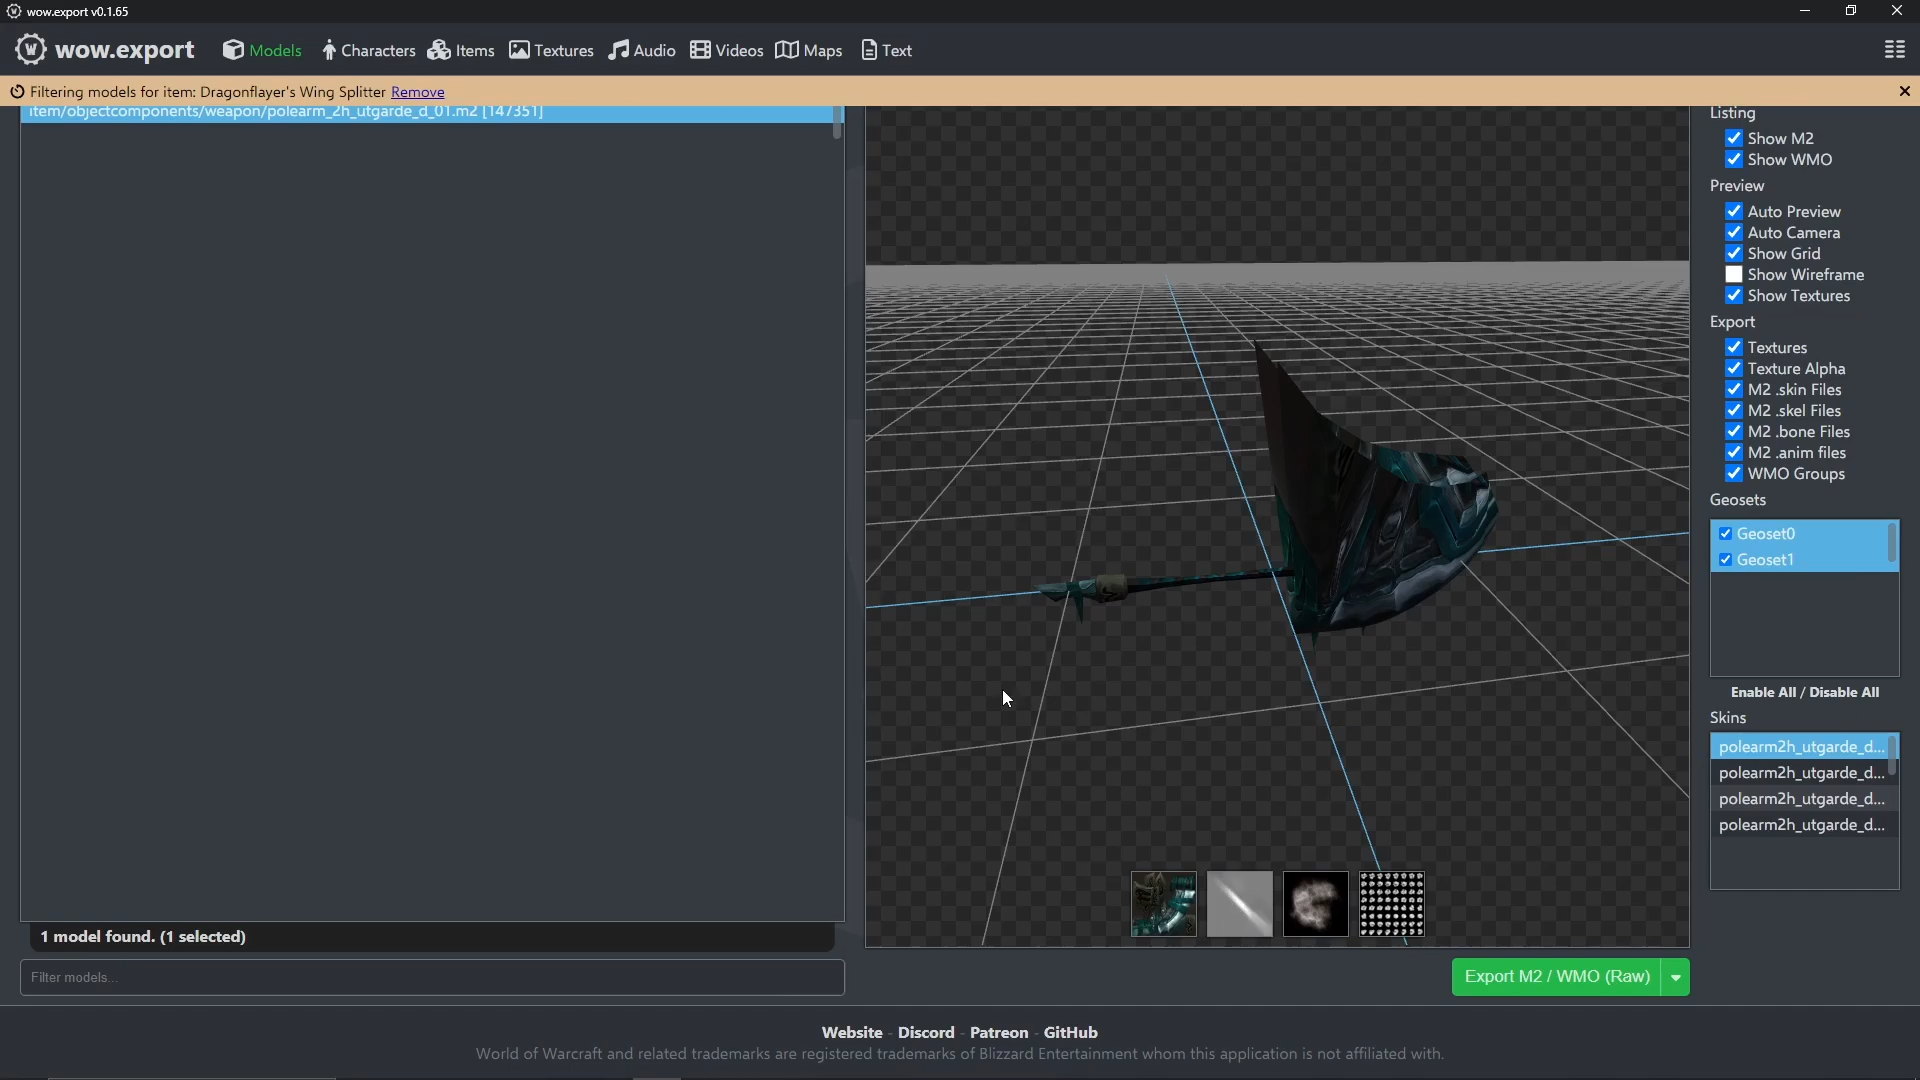 wow.export v0.1.65
wow.export Models Characters Items Textures Audio Videos Maps Text
Filtering models for item: Dragonflayer's Wing Splitter Remove
item/objectcomponents/weapon/polearm_2h_utgarde_d_01.m2 [147351]
Listing
Show M2
Show WMO
Preview
Auto Preview
Auto Camera
Show Grid
Show Wireframe
Show Textures
Export
Textures
Texture Alpha
M2 .skin Files
M2 .skel Files
M2 .bone Files
M2 .anim files
WMO Groups
Geosets
Geoset0
Geoset1
Enable All / Disable All
Skins
polearm2h_utgarde_d...
polearm2h_utgarde_d...
polearm2h_utgarde_d...
polearm2h_utgarde_d...
1 model found. (1 selected)
Filter models...
Export M2 / WMO (Raw)
Website - Discord - Patreon - GitHub
World of Warcraft and related trademarks are registered trademarks of Blizzard Entertainment whom this application is not affiliated with.